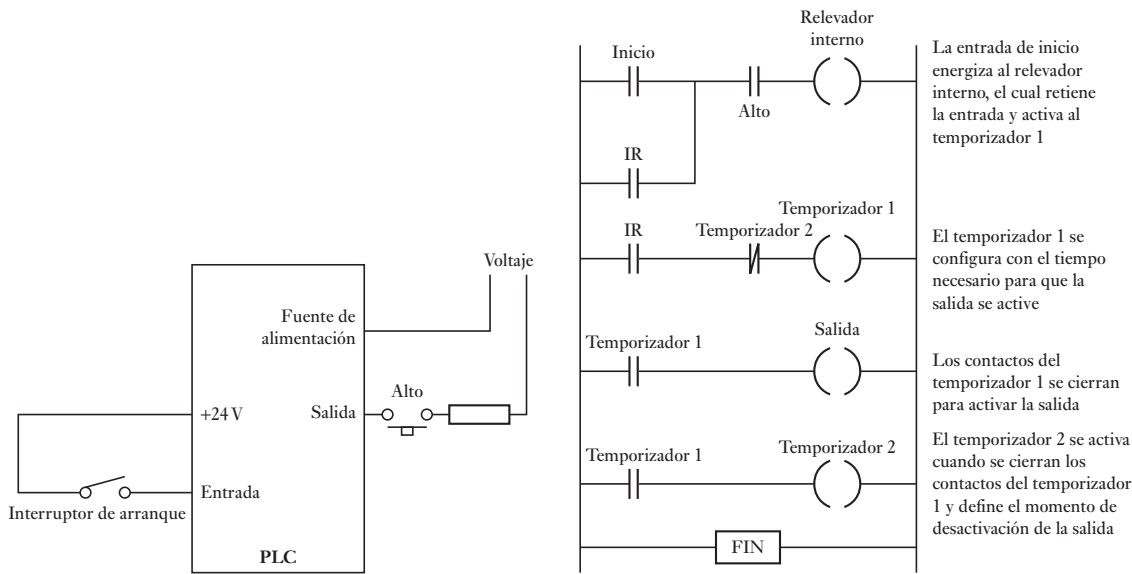 Voltaje
Fuente de
alimentación
Alto
+24 V
Salida
Entrada
Interruptor de arranque
PLC
Relevador
interno
Inicio
Alto
IR
La entrada de inicio
energiza al relevador
interno, el cual retiene
la entrada y activa al
temporizador 1
Temporizador 1
IR
Temporizador 2
El temporizador 1 se
configura con el tiempo
necesario para que la
salida se active
Salida
Temporizador 1
Los contactos del
temporizador 1 se cierran
para activar la salida
Temporizador 1
Temporizador 2
El temporizador 2 se activa
cuando se cierran los
contactos del temporizador
1 y define el momento de
desactivación de la salida
FIN